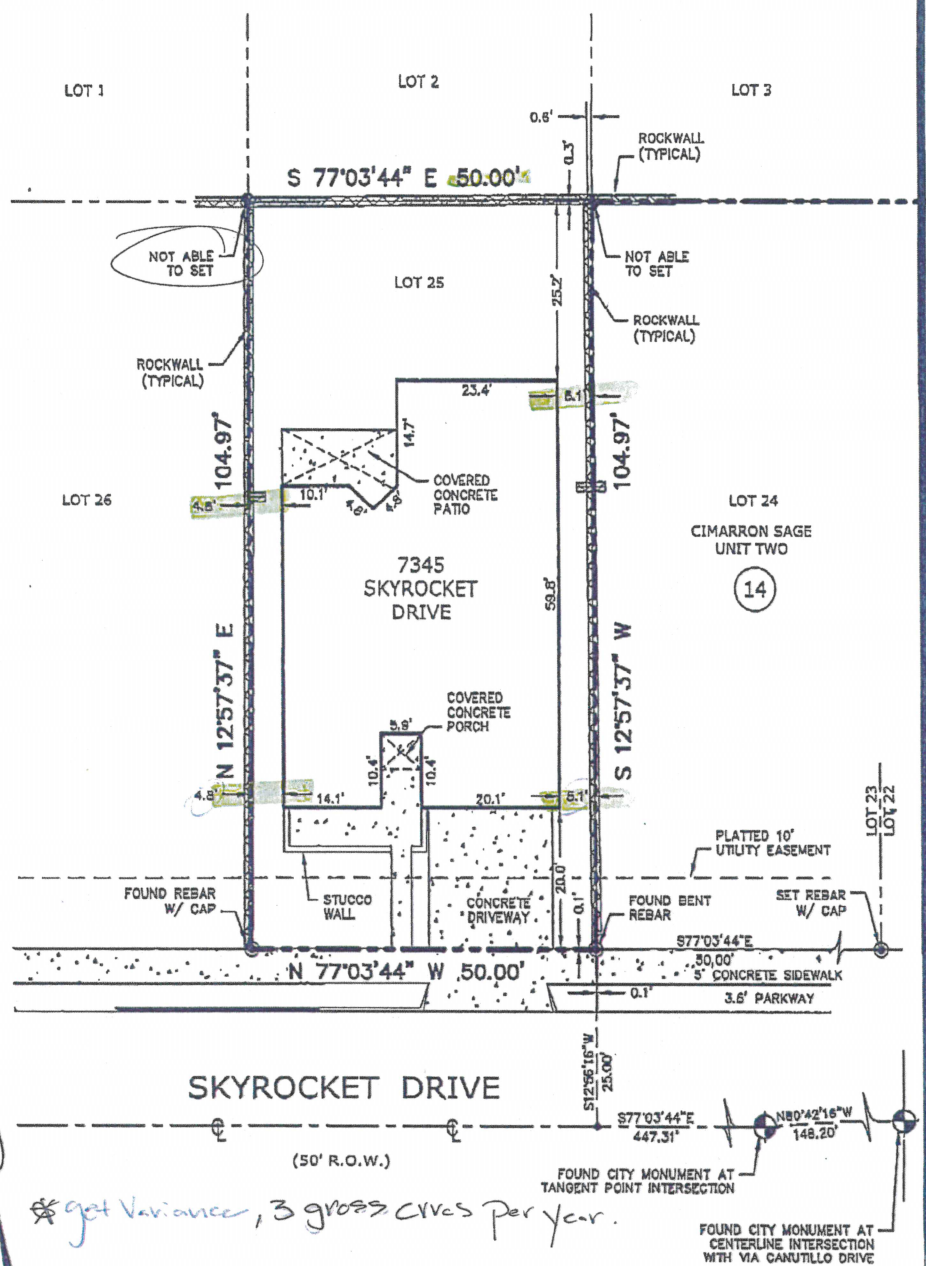 LOT 1
LOT 2
LOT 3
0.6'
0.3'
ROCKWALL
(TYPICAL)
S 77°03'44" E 50.00'
NOT ABLE
TO SET
NOT ABLE
TO SET
LOT 25
25.2'
ROCKWALL
(TYPICAL)
ROCKWALL
(TYPICAL)
23.4'
5.1'
14.7'
104.97'
104.97'
COVERED
CONCRETE
PATIO
LOT 26
10.1'
LOT 24
CIMARRON SAGE
UNIT TWO
14
7345
SKYROCKET
DRIVE
59.8'
N 12°57'37" E
S 12°57'37" W
COVERED
CONCRETE
PORCH
5.9'
10.4'
10.4'
4.8'
14.1'
20.1'
5.1'
LOT 23
LOT 22
PLATTED 10'
UTILITY EASEMENT
FOUND REBAR
W/ CAP
STUCCO
WALL
CONCRETE
DRIVEWAY
20.0'
0.1'
FOUND BENT
REBAR
SET REBAR
W/ CAP
N 77°03'44" W 50.00'
S77°03'44"E
5' CONCRETE SIDEWALK
0.1'
3.6' PARKWAY
SKYROCKET DRIVE
S12°56'16"W
25.00'
S77°03'44"E
447.31'
N80°42'16"W
148.20'
(50' R.O.W.)
FOUND CITY MONUMENT AT
TANGENT POINT INTERSECTION
* get Variance, 3 gross per year.
FOUND CITY MONUMENT AT
CENTERLINE INTERSECTION
WITH VIA CANUTILLO DRIVE